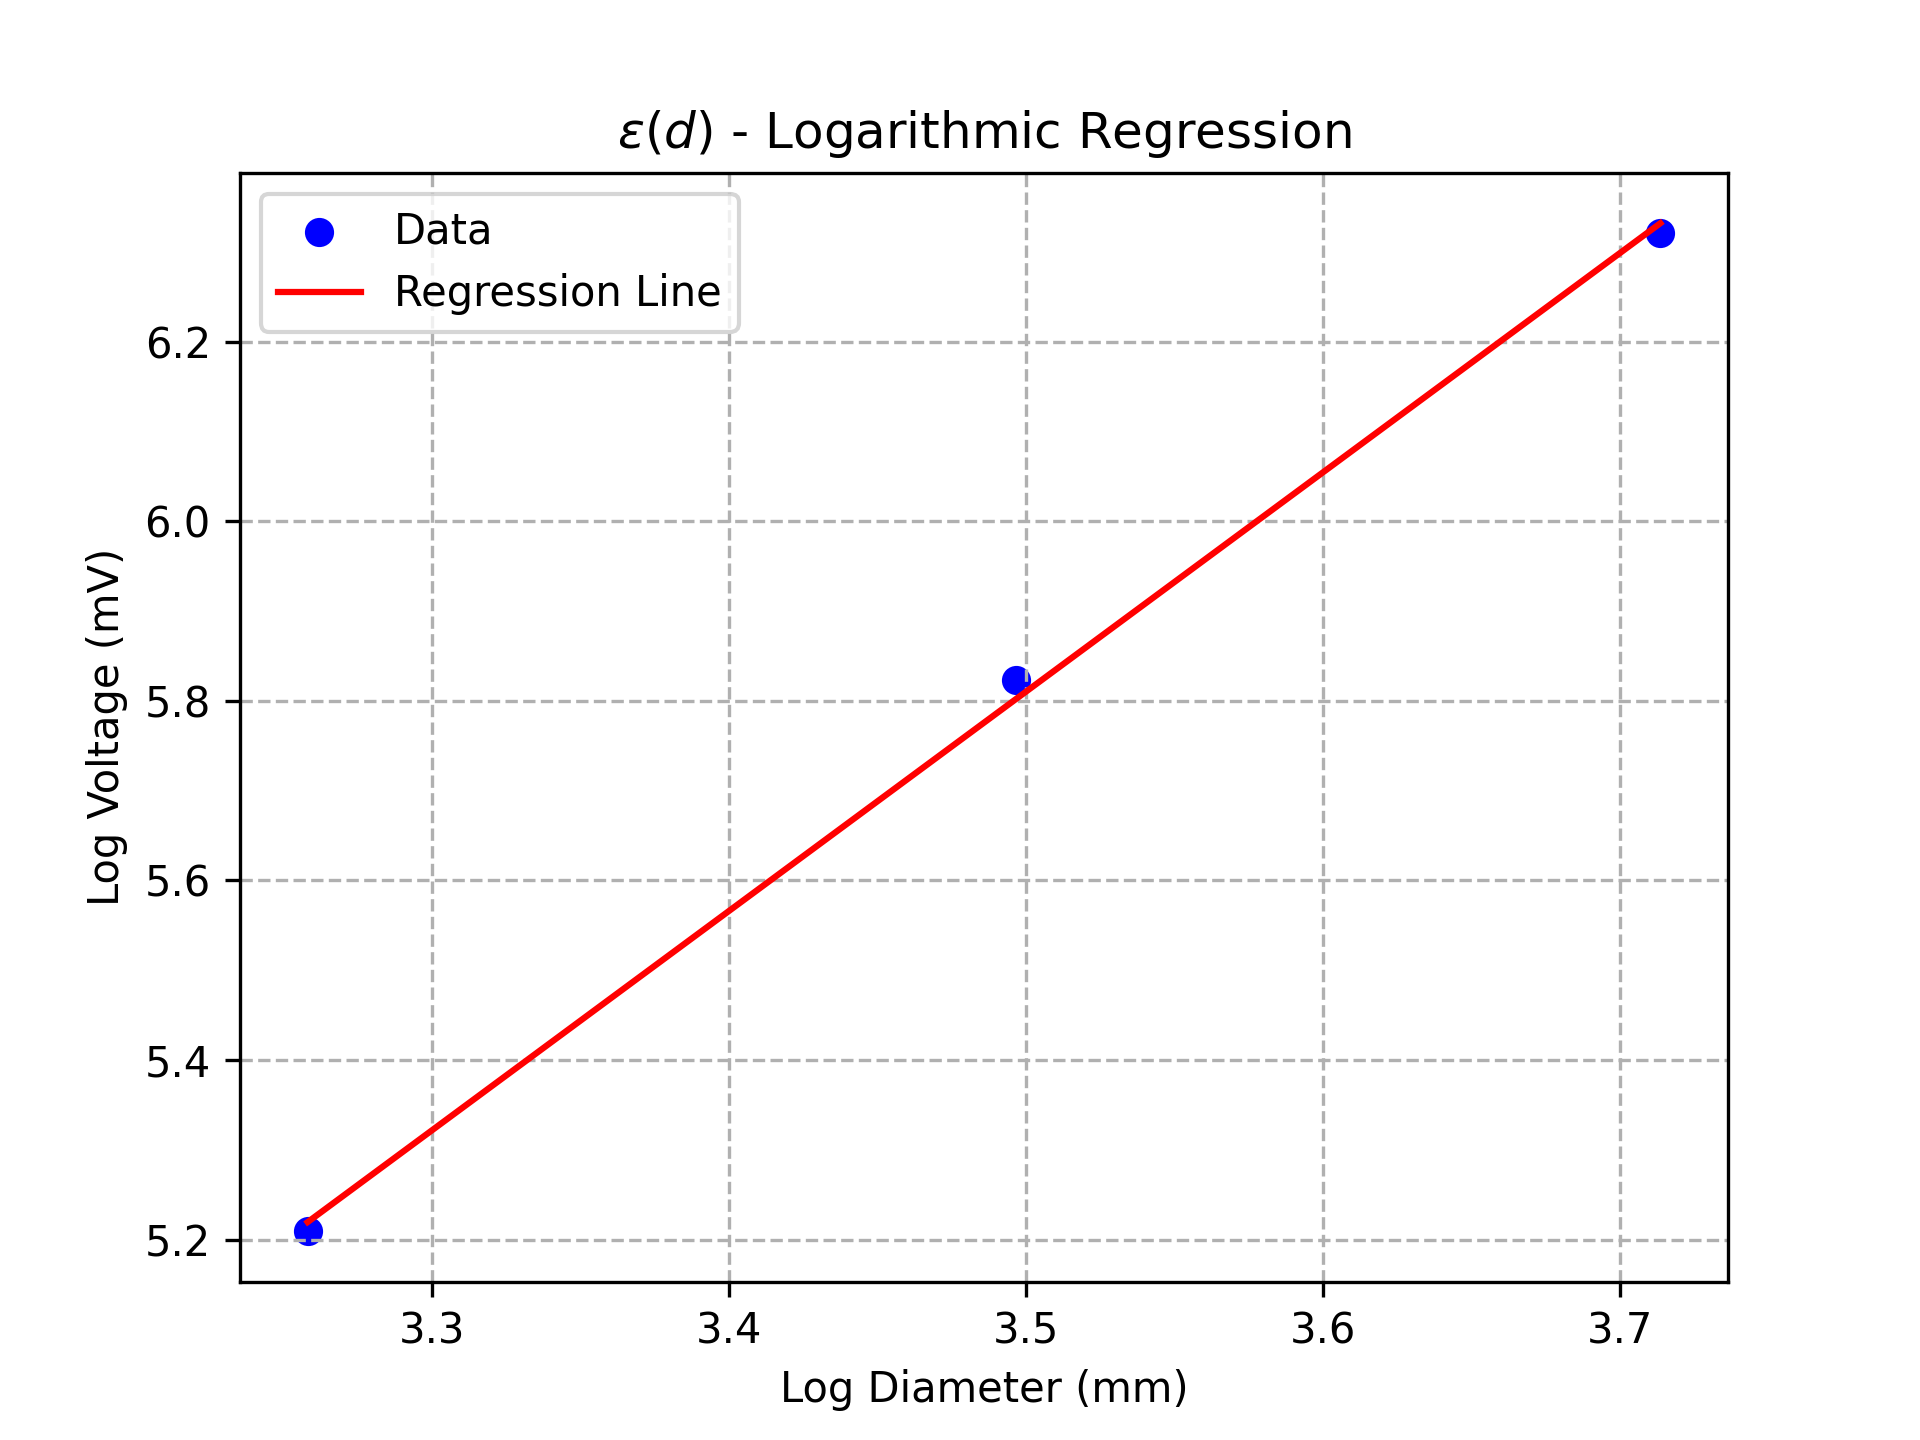 ε(d) - Logarithmic Regression
Data
Regression Line
6.2
6.0
5.8
5.6
5.4
5.2
Log Voltage (mV)
3.3 3.4 3.5 3.6 3.7
Log Diameter (mm)